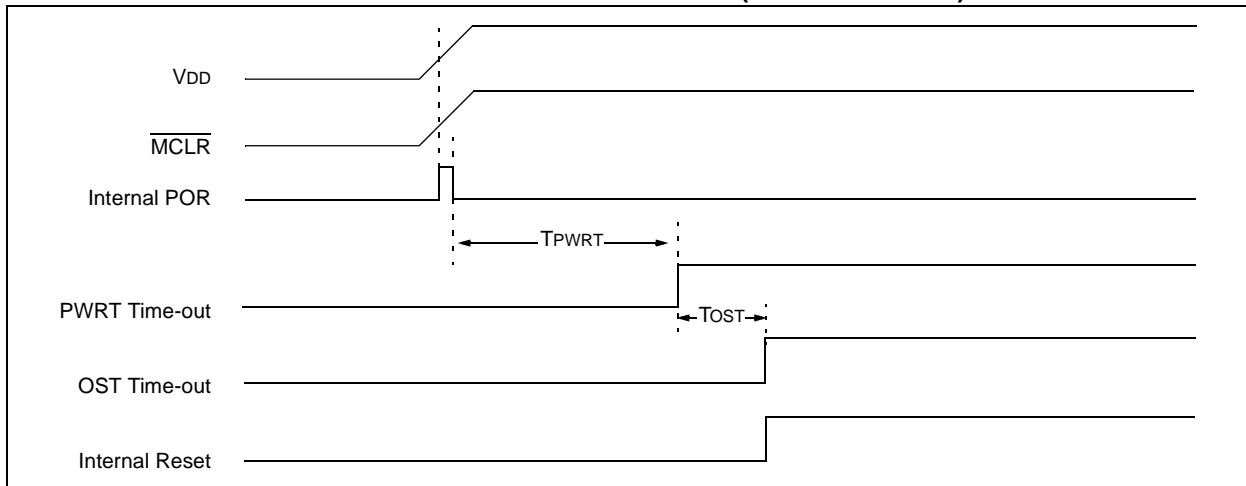 VDD
MCLR
Internal POR
TPWRT
PWRT Time-out
TOST
OST Time-out
Internal Reset